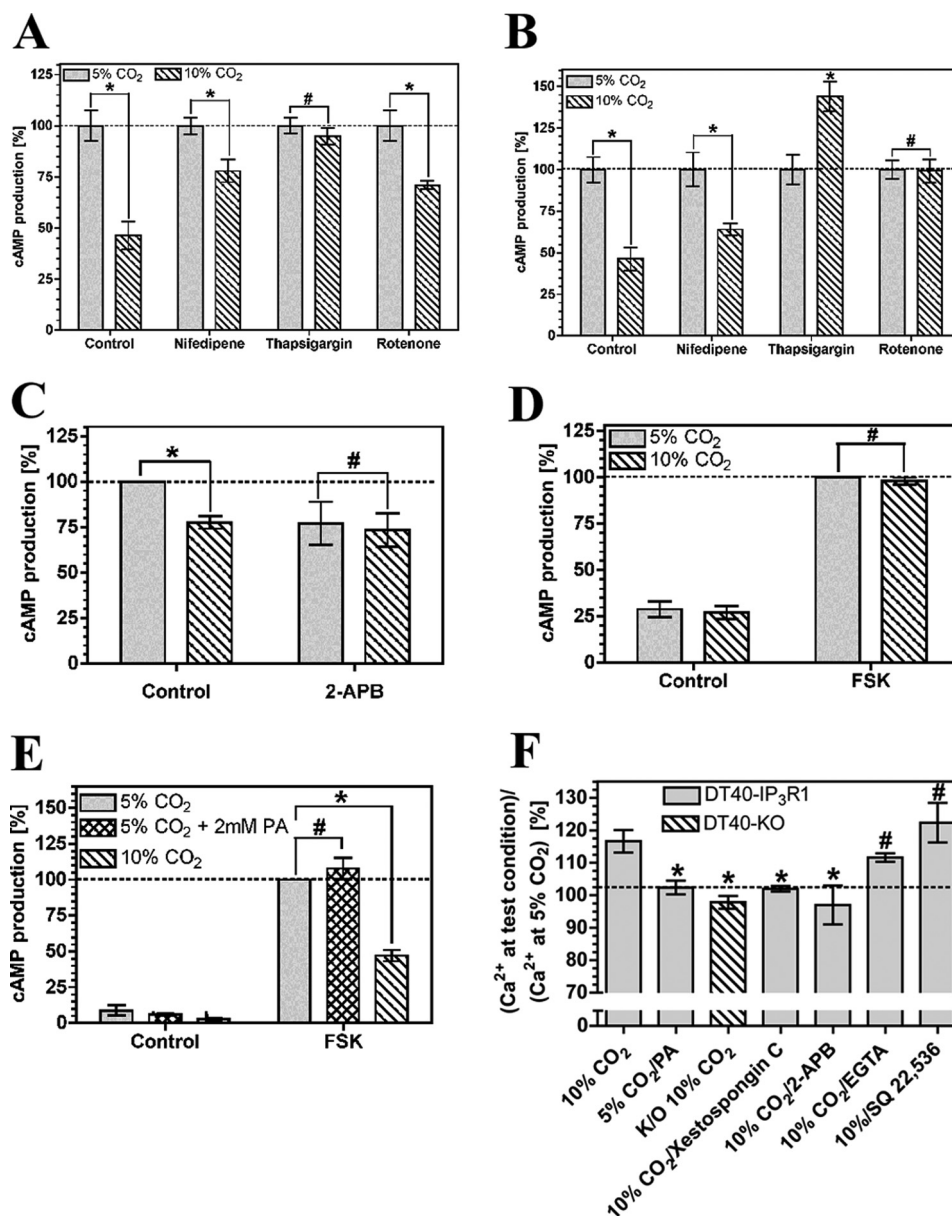 A
5% CO2
10% CO2
*
*
#
*
125
100
75
50
25
0
cAMP production [%]
Control
Nifedipene
Thapsigargin
Rotenone
B
5% CO2
10% CO2
*
*
*
#
150
125
100
75
50
25
0
cAMP production [%]
Control
Nifedipene
Thapsigargin
Rotenone
C
*
#
125
100
75
50
25
0
cAMP production [%]
Control
2-APB
D
5% CO2
10% CO2
#
125
100
75
50
25
0
cAMP production [%]
Control
FSK
E
5% CO2
5% CO2 + 2mM PA
10% CO2
*
#
150
125
100
75
50
25
0
cAMP production [%]
Control
FSK
F
DT40-IP3R1
DT40-KO
*
*
*
*
#
#
130
120
110
100
90
80
70
0
(Ca2+ at test condition)/
(Ca2+ at 5% CO2) [%]
10% CO2
5% CO2/PA
K/O 10% CO2
10% CO2/Xestospongin C
10% CO2/2-APB
10% CO2/EGTA
10%/SQ 22,536